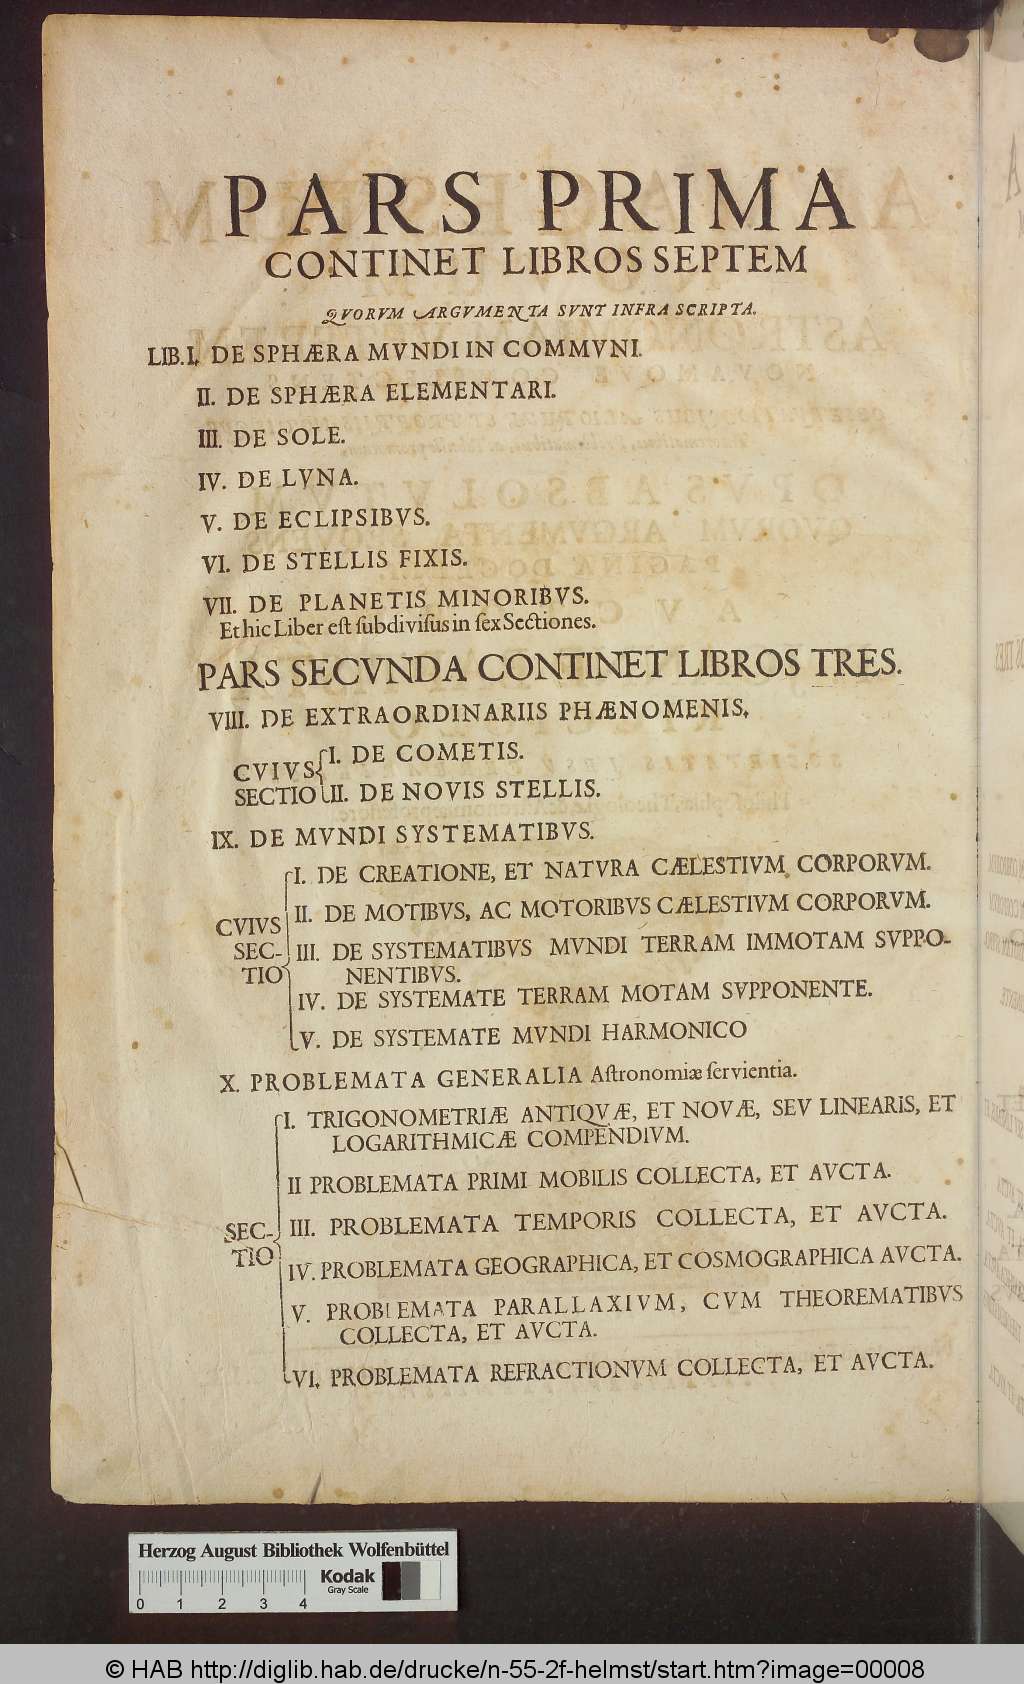 PARS PRIMA
CONTINET LIBROS SEPTEM
QVORVM ARGVMENTA SVNT INFRA SCRIPTA.
LIB. I. DE SPHÆRA MVNDI IN COMMVNI.
II. DE SPHÆRA ELEMENTARI.
III. DE SOLE.
IV. DE LVNA.
V. DE ECLIPSIBVS.
VI. DE STELLIS FIXIS.
VII. DE PLANETIS MINORIBVS.
Et hic Liber eſt ſubdiviſus in ſex Sectiones.
PARS SECVNDA CONTINET LIBROS TRES.
VIII. DE EXTRAORDINARIIS PHÆNOMENIS.
CVIVS SECTIO
I. DE COMETIS.
II. DE NOVIS STELLIS.
IX. DE MVNDI SYSTEMATIBVS.
CVIVS
SEC-
TIO
I. DE CREATIONE, ET NATVRA CÆLESTIVM CORPORVM.
II. DE MOTIBVS, AC MOTORIBVS CÆLESTIVM CORPORVM.
III. DE SYSTEMATIBVS MVNDI TERRAM IMMOTAM SVPPO-
NENTIBVS.
IV. DE SYSTEMATE TERRAM MOTAM SVPPONENTE.
V. DE SYSTEMATE MVNDI HARMONICO
X. PROBLEMATA GENERALIA Aſtronomiæ ſervientia.
SEC-
TIO
I. TRIGONOMETRIÆ ANTIQVÆ, ET NOVÆ, SEV LINEARIS, ET
LOGARITHMICÆ COMPENDIVM.
II PROBLEMATA PRIMI MOBILIS COLLECTA, ET AVCTA.
III. PROBLEMATA TEMPORIS COLLECTA, ET AVCTA.
IV. PROBLEMATA GEOGRAPHICA, ET COSMOGRAPHICA AVCTA.
V. PROBLEMATA PARALLAXIVM, CVM THEOREMATIBVS
COLLECTA, ET AVCTA.
VI. PROBLEMATA REFRACTIONVM COLLECTA, ET AVCTA.
Herzog August Bibliothek Wolfenbüttel
Kodak
Gray Scale
0 1 2 3 4
© HAB http://diglib.hab.de/drucke/n-55-2f-helmst/start.htm?image=00008